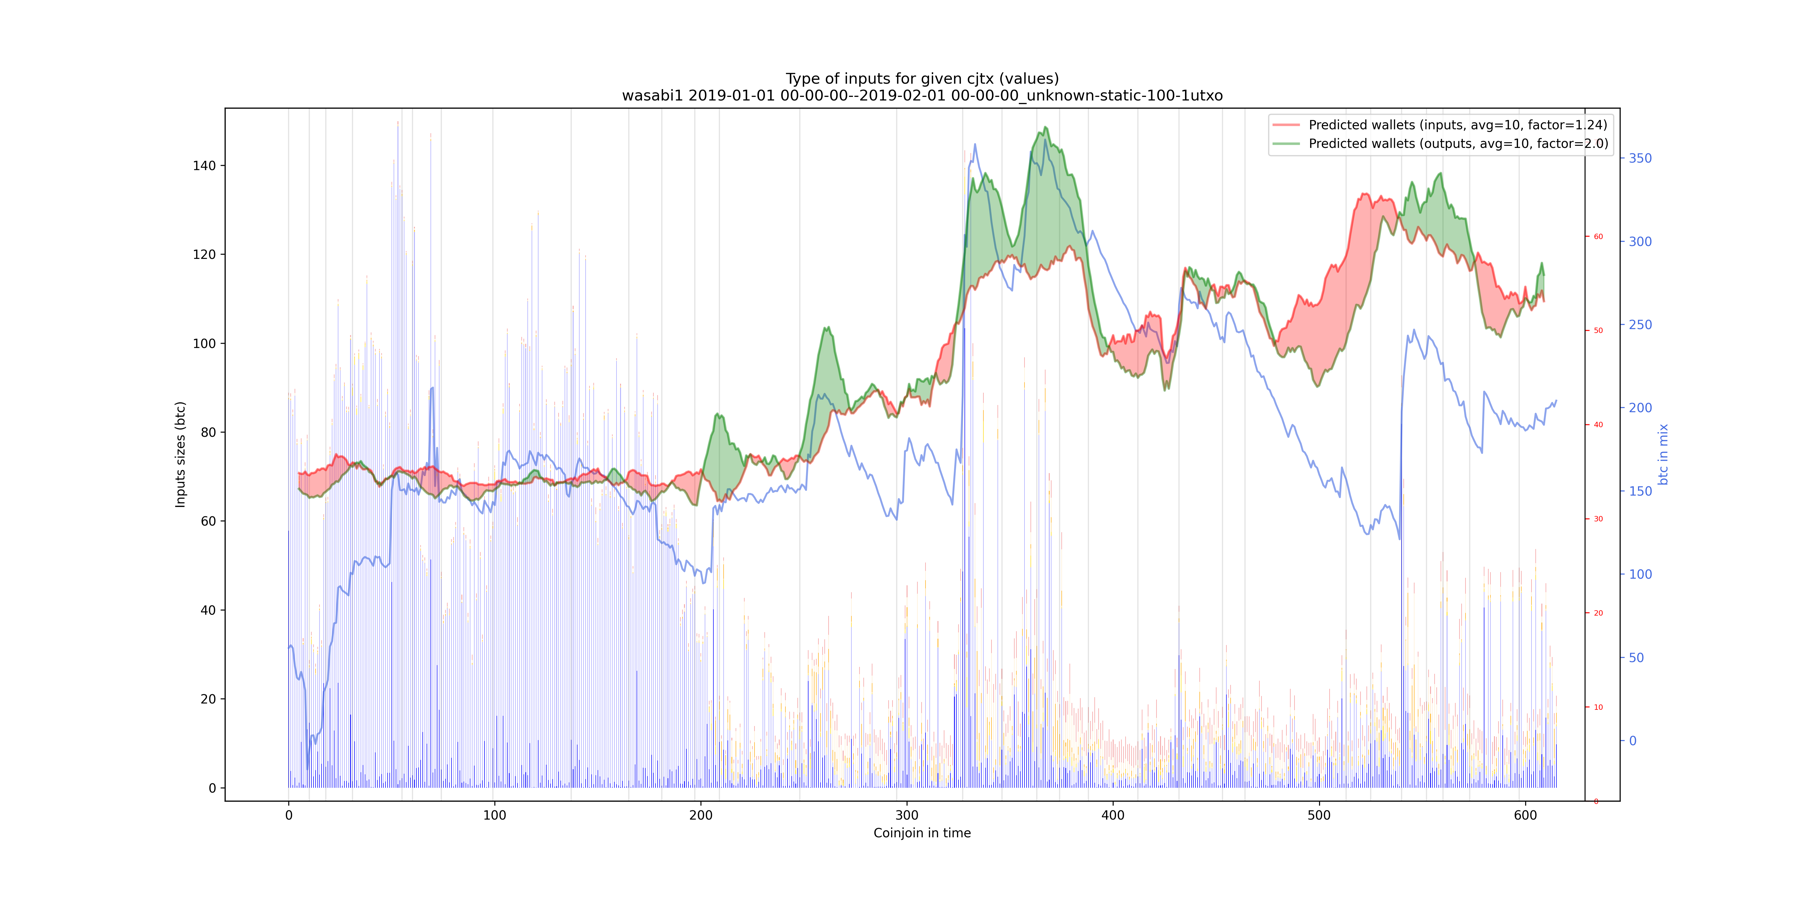 Type of inputs for given cjtx (values)
wasabi1 2019-01-01 00-00-00--2019-02-01 00-00-00_unknown-static-100-1utxo
Predicted wallets (inputs, avg=10, factor=1.24)
Predicted wallets (outputs, avg=10, factor=2.0)
Inputs sizes (btc)
140
120
100
80
60
40
20
0
0 100 200 300 400 500 600
Coinjoin in time
60
50
40
30
20
10
0
350
300
250
200
150
100
50
0
btc in mix